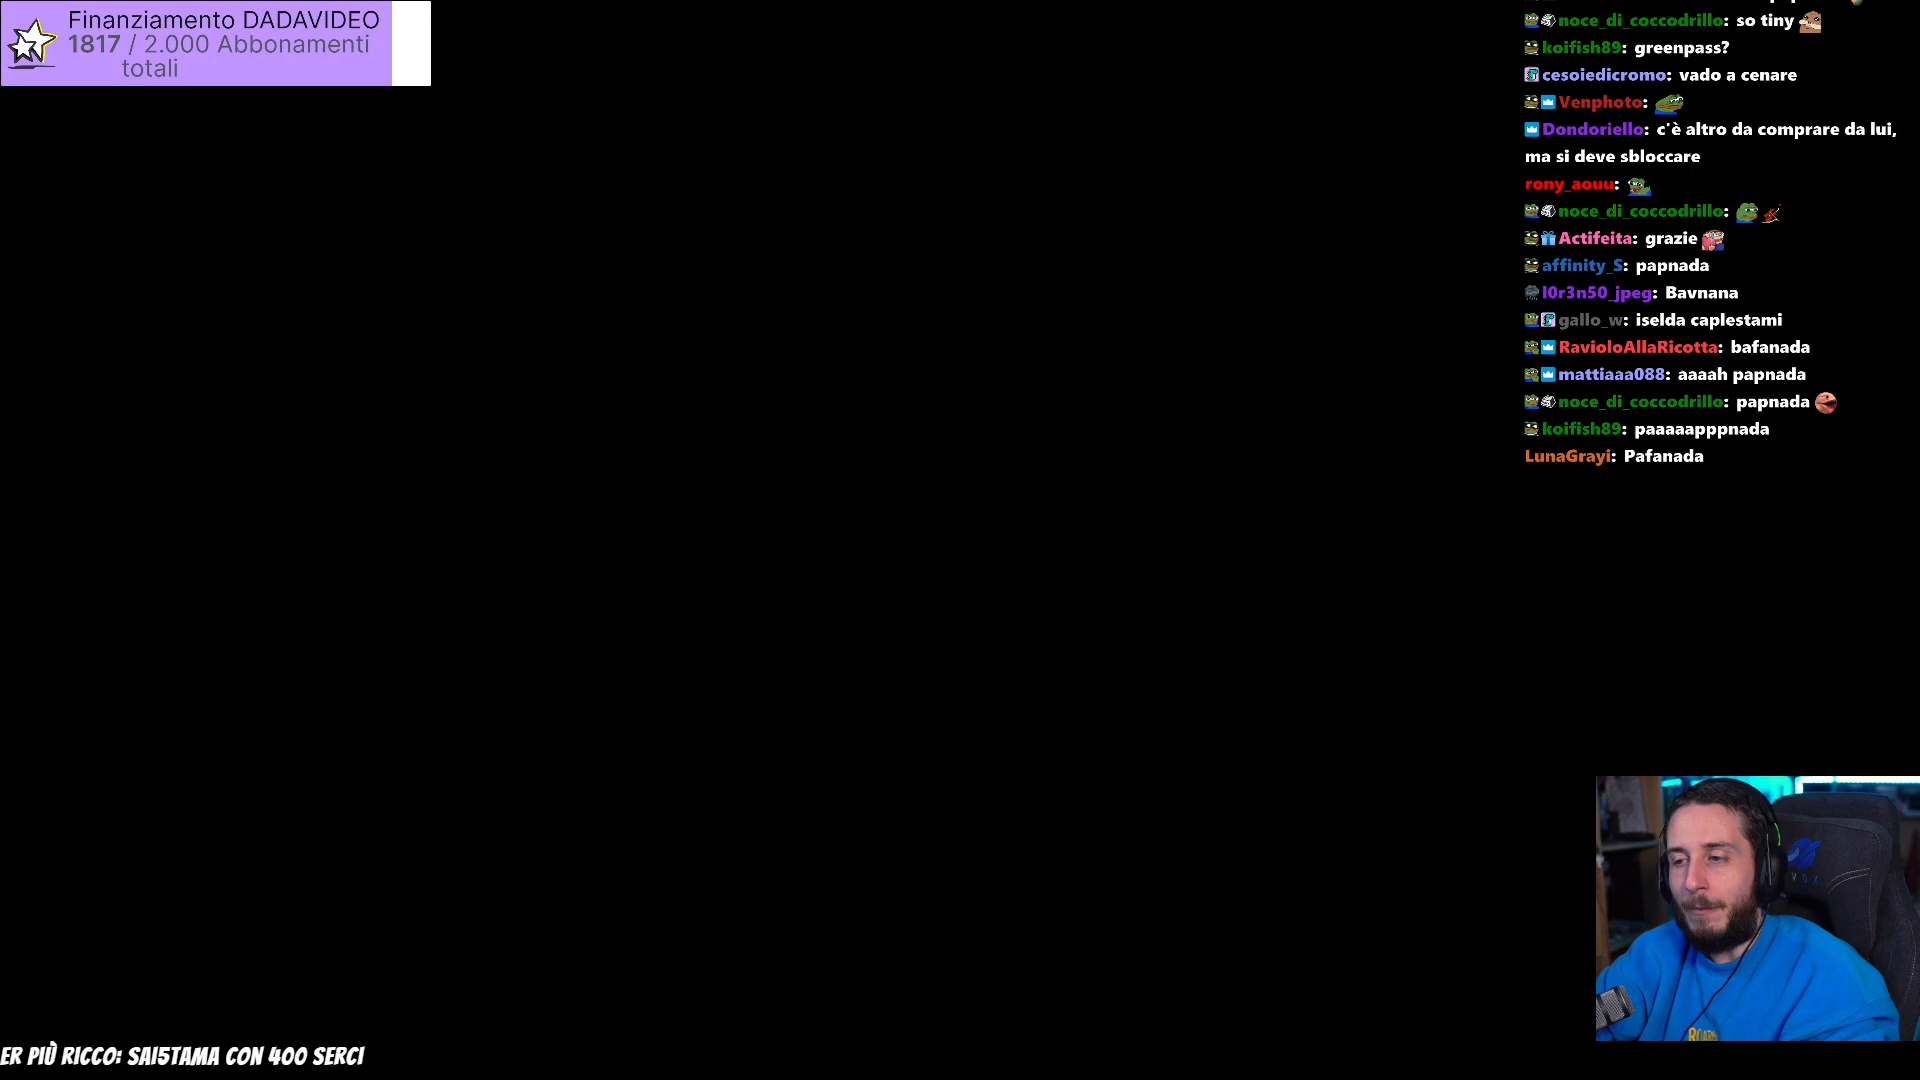 Finanziamento DADAVIDEO
1817 / 2.000 Abbonamenti
totali
noce_di_coccodrillo: so tiny
koifish89: greenpass?
cesoiedicromo: vado a cenare
Venphoto:
Dondoriello: c'è altro da comprare da lui,
ma si deve sbloccare
rony_aouu:
noce_di_coccodrillo:
Actifeita: grazie
affinity_S: papnada
l0r3n50_jpeg: Bavnana
gallo_w: iselda caplestami
RavioloAllaRicotta: bafanada
mattiaaa088: aaaah papnada
noce_di_coccodrillo: papnada
koifish89: paaaaapppnada
LunaGrayi: Pafanada
ER PIÙ RICCO: SAI5TAMA CON 400 SERCI